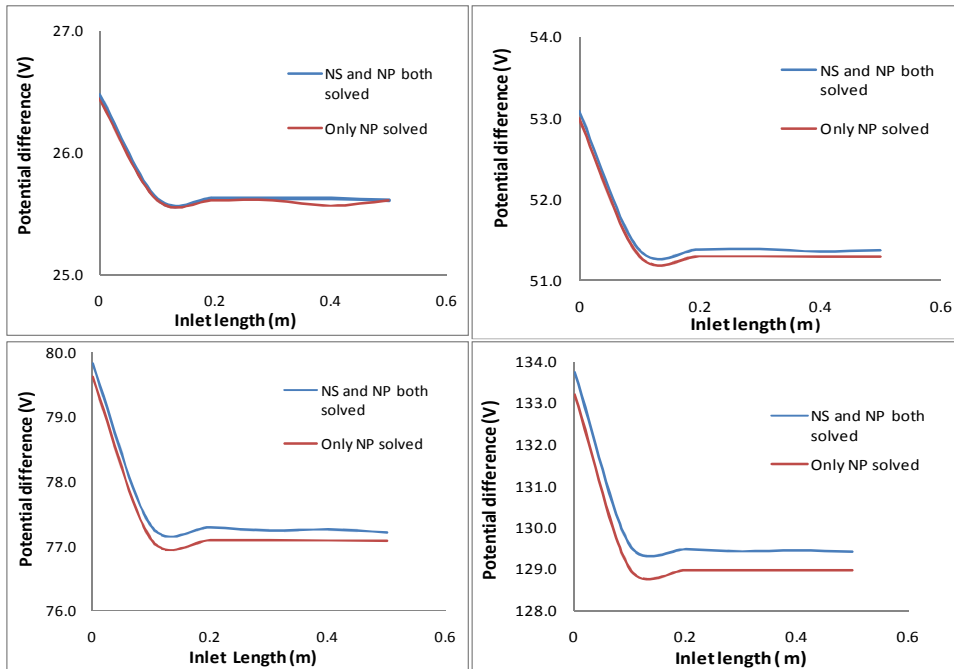 27.0
26.0
25.0
Potential difference (V)
NS and NP both
solved
Only NP solved
0
0.2
0.4
0.6
Inlet length (m)
54.0
53.0
52.0
51.0
Potential difference (V)
NS and NP both
solved
Only NP solved
0
0.2
0.4
0.6
Inlet length (m)
80.0
79.0
78.0
77.0
76.0
Potential difference (V)
NS and NP both
solved
Only NP solved
0
0.2
0.4
0.6
Inlet Length (m)
134.0
133.0
132.0
131.0
130.0
129.0
128.0
Potential difference (V)
NS and NP both
solved
Only NP solved
0
0.2
0.4
0.6
Inlet length ( m)